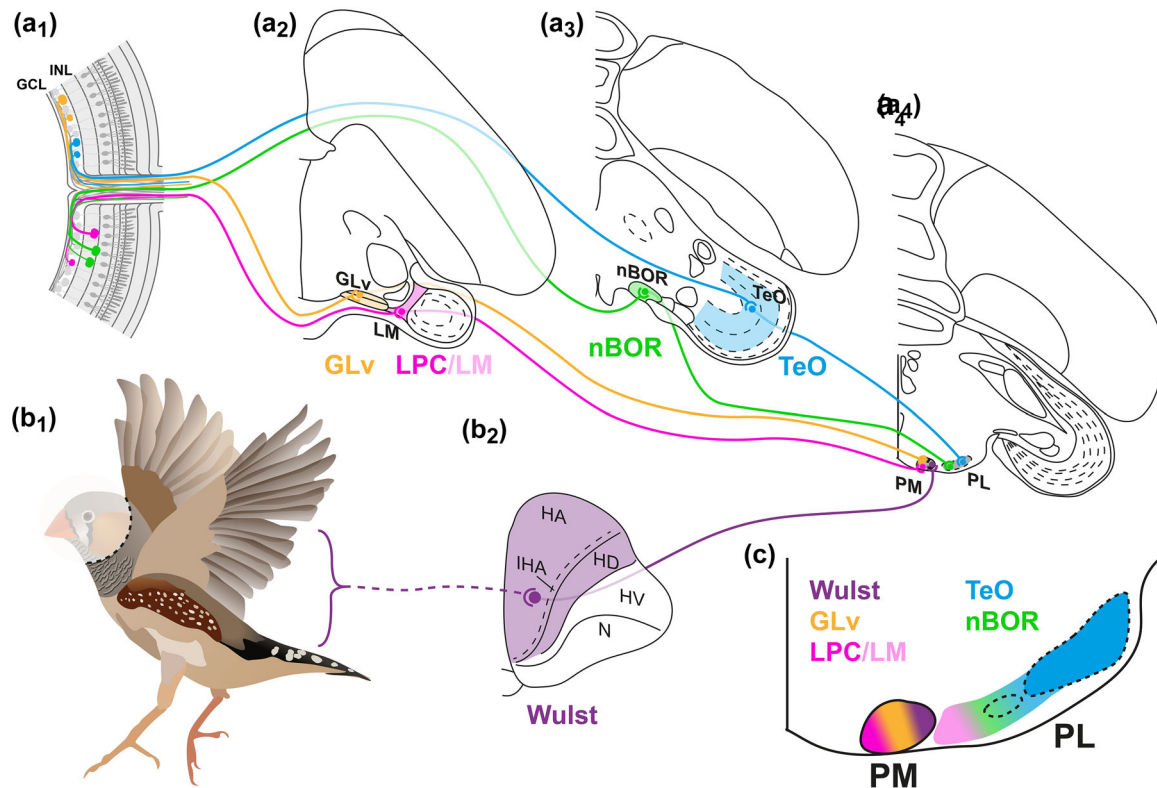 (a1)
(a2)
(a3)
INL
GCL
GLv
LM
GLv LPC/LM
nBOR
TeO
nBOR
TeO
PM
PL
(b1)
(b2)
HA
IHA
HD
HV
N
Wulst
(c)
Wulst
TeO
GLv
nBOR
LPC/LM
PL
PM